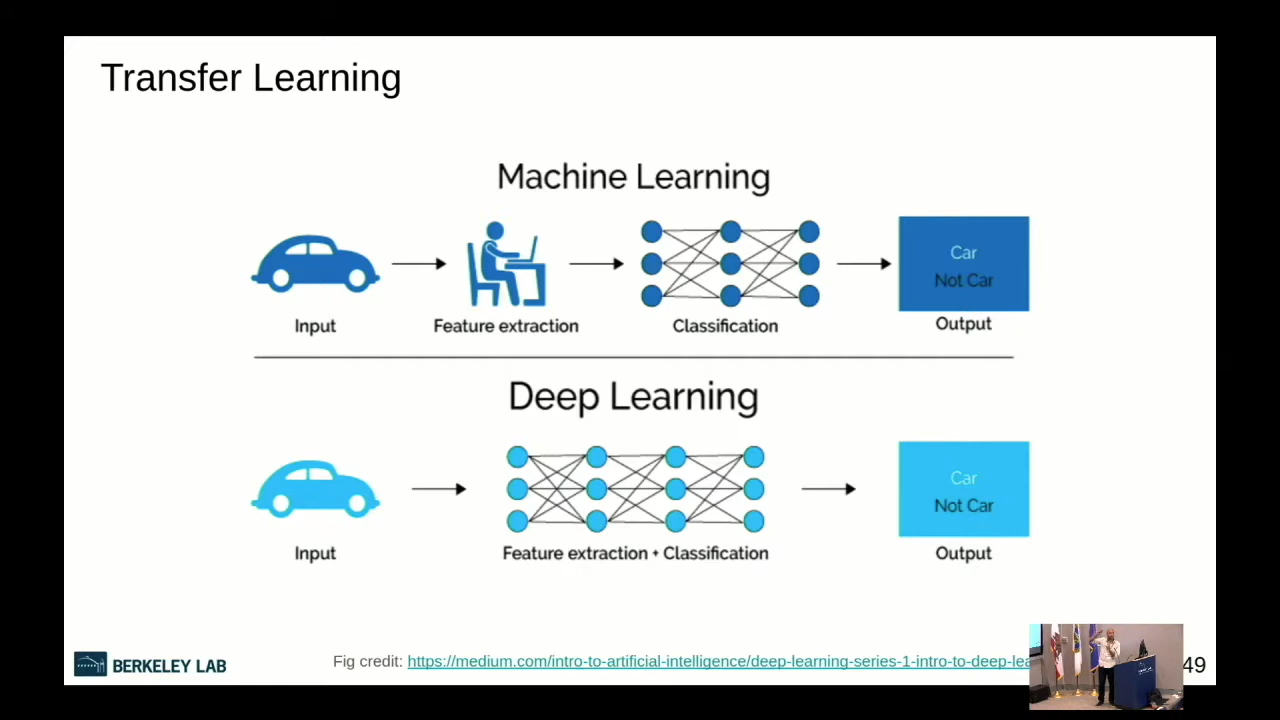 Transfer Learning
Machine Learning
Input
Feature extraction
Classification
Car
Not Car
Output
Deep Learning
Input
Feature extraction + Classification
Car
Not Car
Output
BERKELEY LAB
Fig credit: https://medium.com/intro-to-artificial-intelligence/deep-learning-series-1-intro-to-deep-lea
49